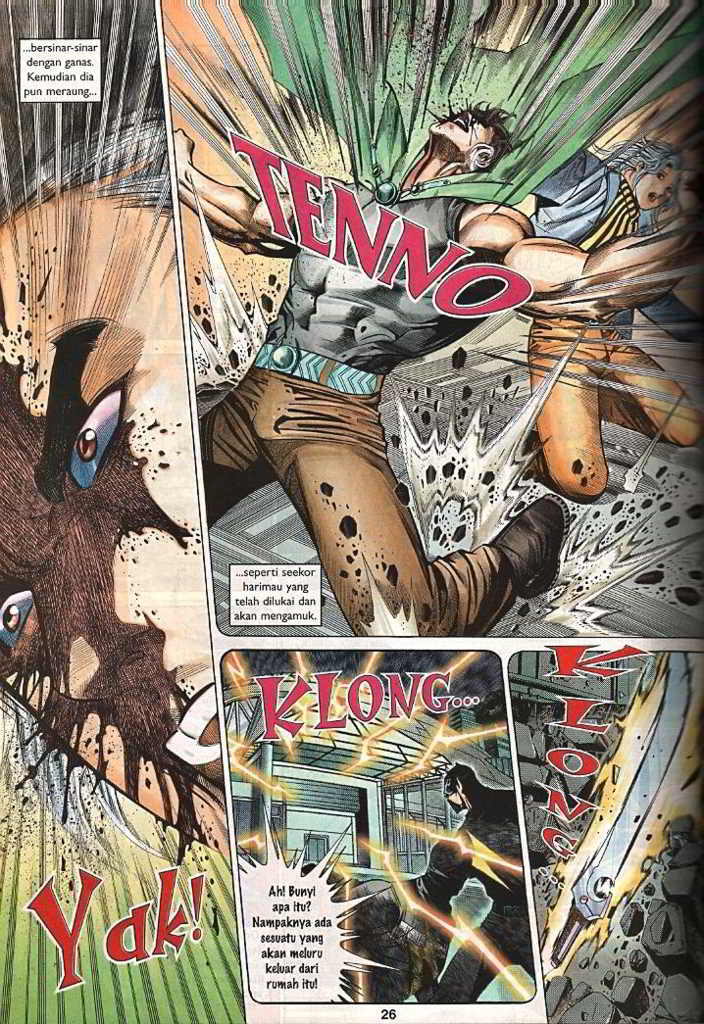 ...bersinar-sinar
dengan ganas.
Kemudian dia
pun meraung...
TENNO
...seperti seekor
harimau yang
telah dilukai dan
akan mengamuk.
Yak!
KLONG...
Ah! Bunyi
apa itu?
Nampaknya ada
sesuatu yang
akan meluru
keluar dari
rumah itu!
KLONG...
26